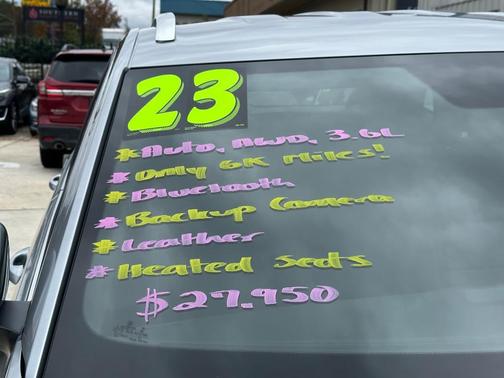 23
*Auto, AWD, 3.6L
*Only 6K Miles!
*Bluetooth
*Backup Camera
*Leather
*Heated Seats
$27,950